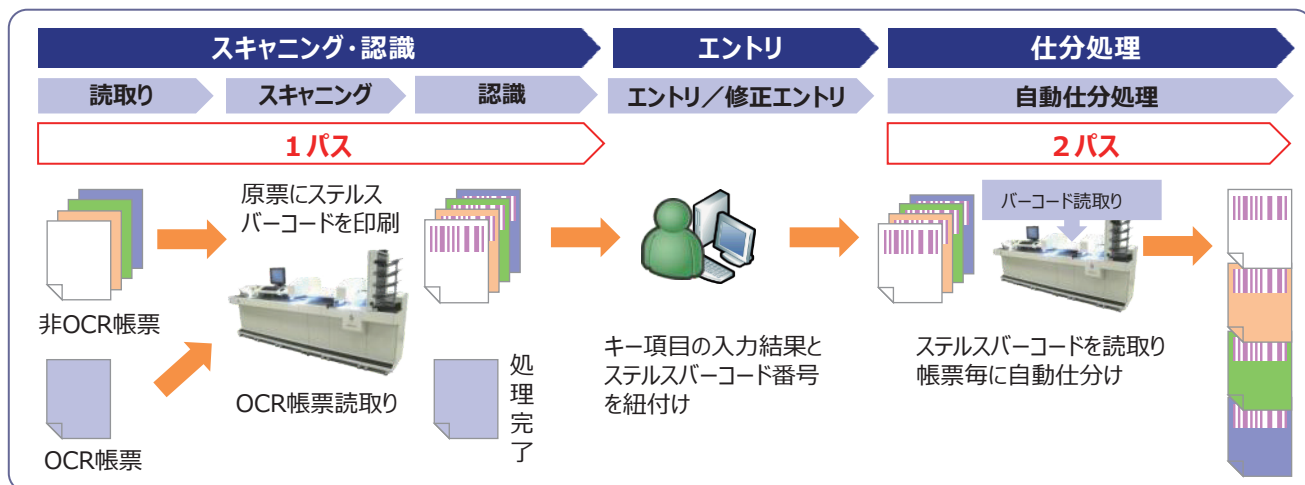 スキャニング・認識
エントリ
仕分処理
読取り
スキャニング
認識
エントリ／修正エントリ
自動仕分処理
1パス
2パス
原票にステルス
バーコードを印刷
バーコード読取り
非OCR帳票
OCR帳票読取り
OCR帳票
処理完了
キー項目の入力結果と
ステルスバーコード番号
を紐付け
ステルスバーコードを読取り
帳票毎に自動仕分け